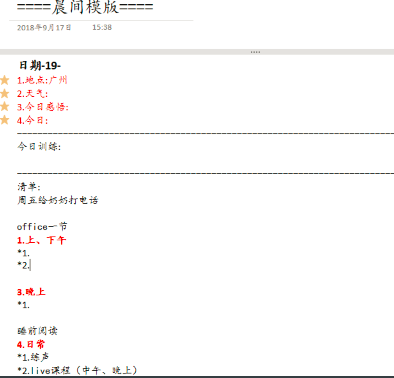 ====晨间模版====
2018年9月17日 15:38
日期-19-
1.地点:广州
2.天气:
3.今日感悟:
4.今日:
今日训练:
清单:
周五给奶奶打电话
office一节
1.上、下午
*1.
*2.
3.晚上
*1.
睡前阅读
4.日常
*1.练声
*2.live课程（中午、晚上）